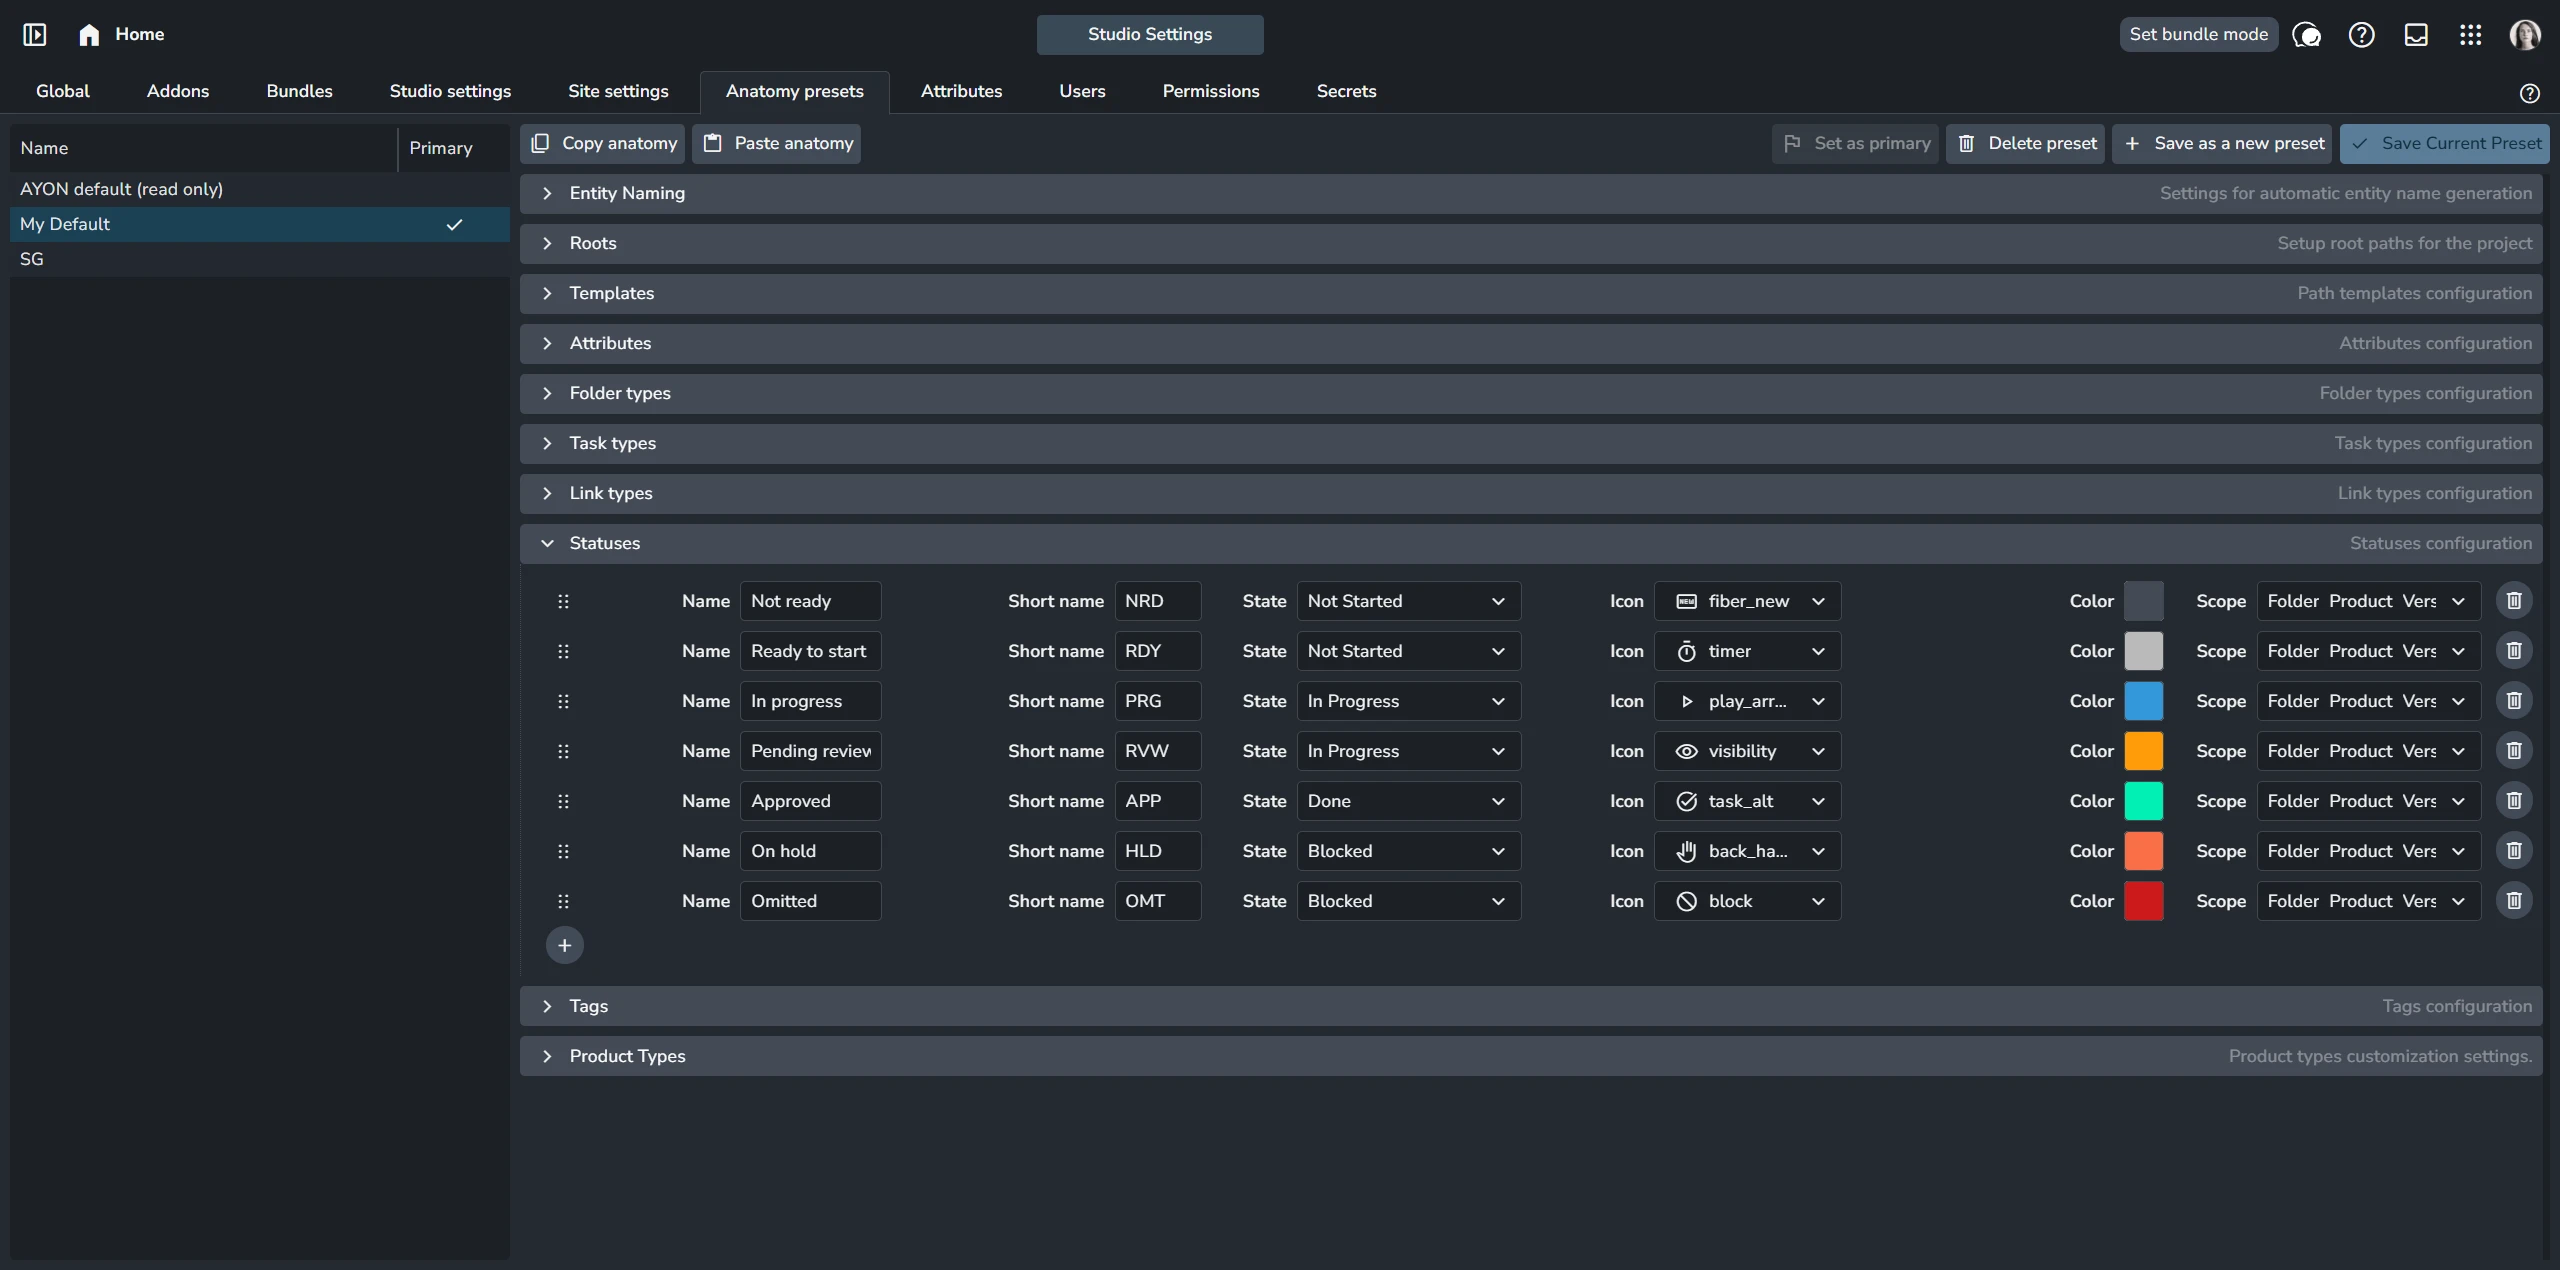 Home
Studio Settings
Set bundle mode
Global Addons Bundles Studio settings Site settings Anatomy presets Attributes Users Permissions Secrets
Name Primary
AYON default (read only)
My Default
SG
Copy anatomy Paste anatomy Set as primary Delete preset Save as a new preset Save Current Preset
Entity Naming Settings for automatic entity name generation
Roots Setup root paths for the project
Templates Path templates configuration
Attributes Attributes configuration
Folder types Folder types configuration
Task types Task types configuration
Link types Link types configuration
Statuses Statuses configuration
Name Not ready Short name NRD State Not Started Icon NEW fiber_new Color Scope Folder Product Vers
Name Ready to start Short name RDY State Not Started Icon timer Color Scope Folder Product Vers
Name In progress Short name PRG State In Progress Icon play_arr... Color Scope Folder Product Vers
Name Pending review Short name RVW State In Progress Icon visibility Color Scope Folder Product Vers
Name Approved Short name APP State Done Icon task_alt Color Scope Folder Product Vers
Name On hold Short name HLD State Blocked Icon back_ha... Color Scope Folder Product Vers
Name Omitted Short name OMT State Blocked Icon block Color Scope Folder Product Vers
Tags Tags configuration
Product Types Product types customization settings.